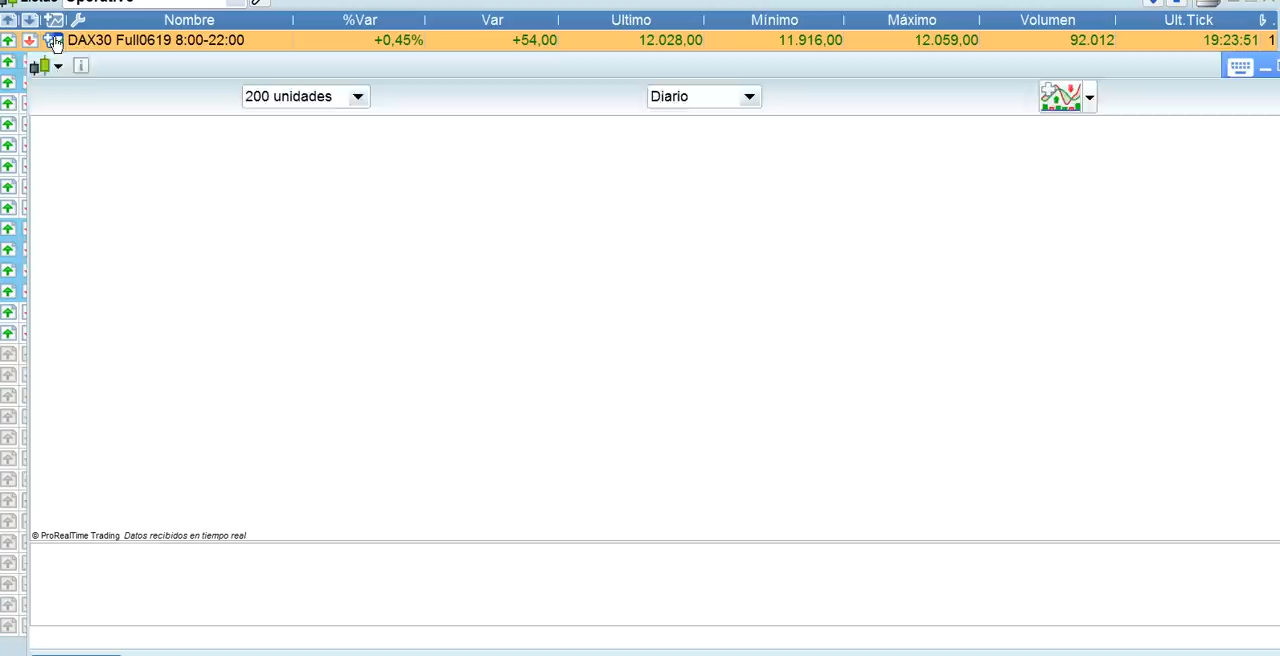 Listas Operativo
Nombre %Var Var Ultimo Mínimo Máximo Volumen Ult.Tick
DAX30 Full0619 8:00-22:00 +0,45% +54,00 12.028,00 11.916,00 12.059,00 92.012 19:23:51 1
200 unidades Diario
© ProRealTime Trading Datos recibidos en tiempo real